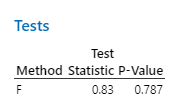 Tests
Test
Method Statistic P-Value
F 0.83 0.787